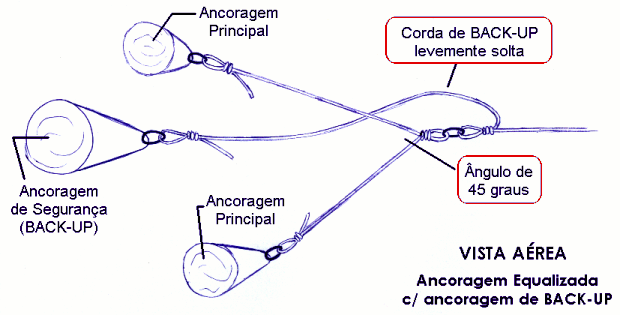 Ancoragem
Principal
Corda de BACK-UP
levemente solta
Ancoragem
de Segurança
(BACK-UP)
Ancoragem
Principal
Ângulo de
45 graus
VISTA AÉREA
Ancoragem Equalizada
c/ ancoragem de BACK-UP